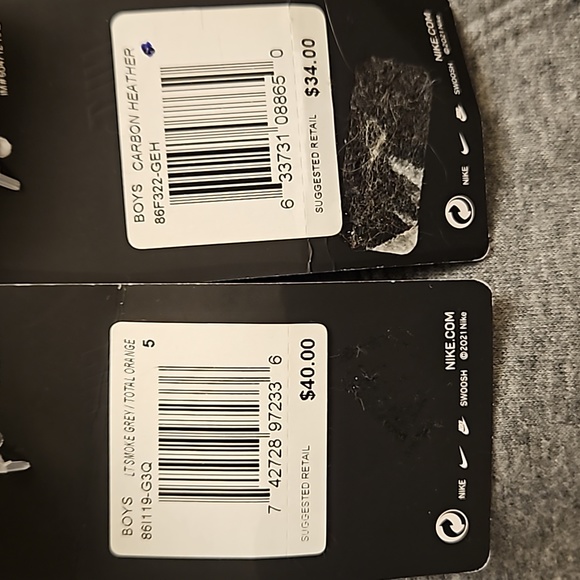 BOYS CARBON HEATHER
86F322-GEH
6 33731 08865 0
SUGGESTED RETAIL $34.00
NIKE SWOOSH
NIKE.COM
©2021 Nike
BOYS LT SMOKE GREY / TOTAL ORANGE
86I119-G3Q 5
7 42728 97233 6
SUGGESTED RETAIL $40.00
NIKE SWOOSH
NIKE.COM
©2021 Nike